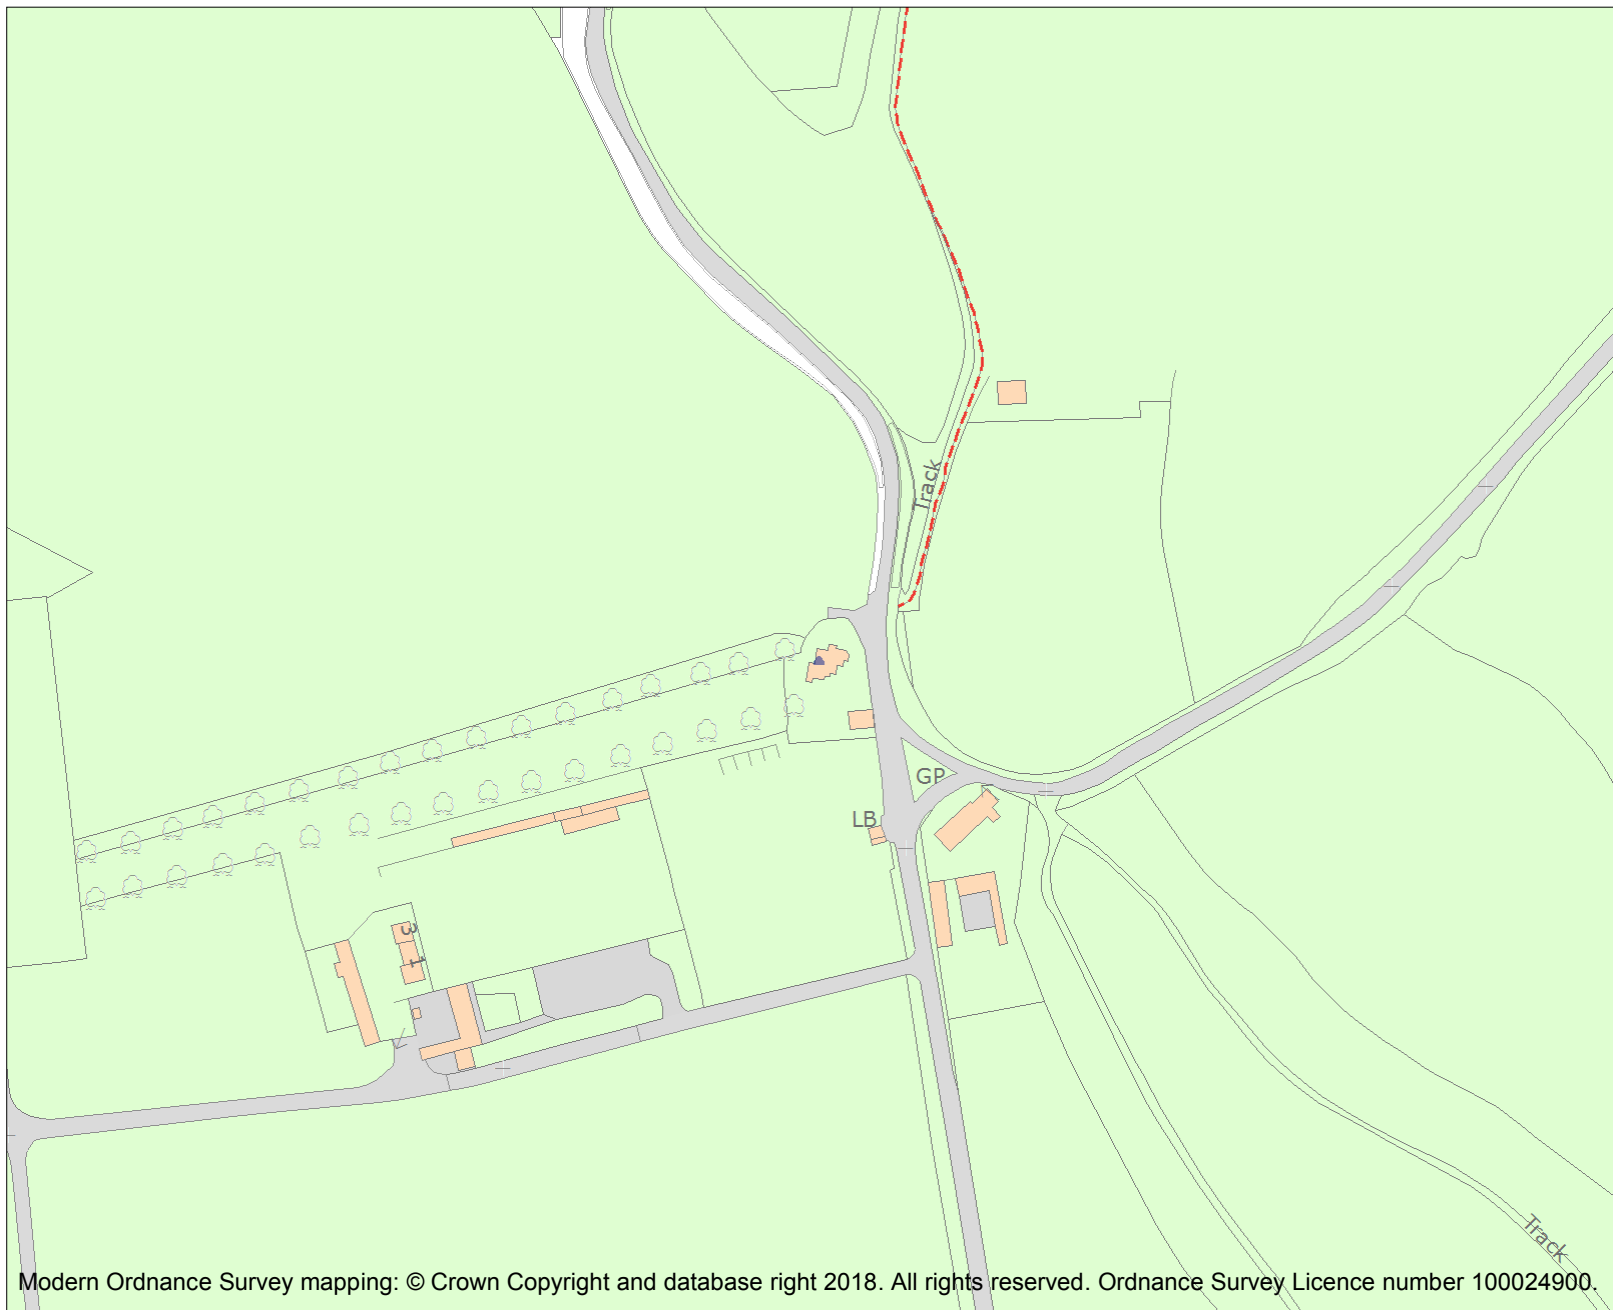 Track
GP
LB
3
1
Track
Modern Ordnance Survey mapping: © Crown Copyright and database right 2018. All rights reserved. Ordnance Survey Licence number 100024900.